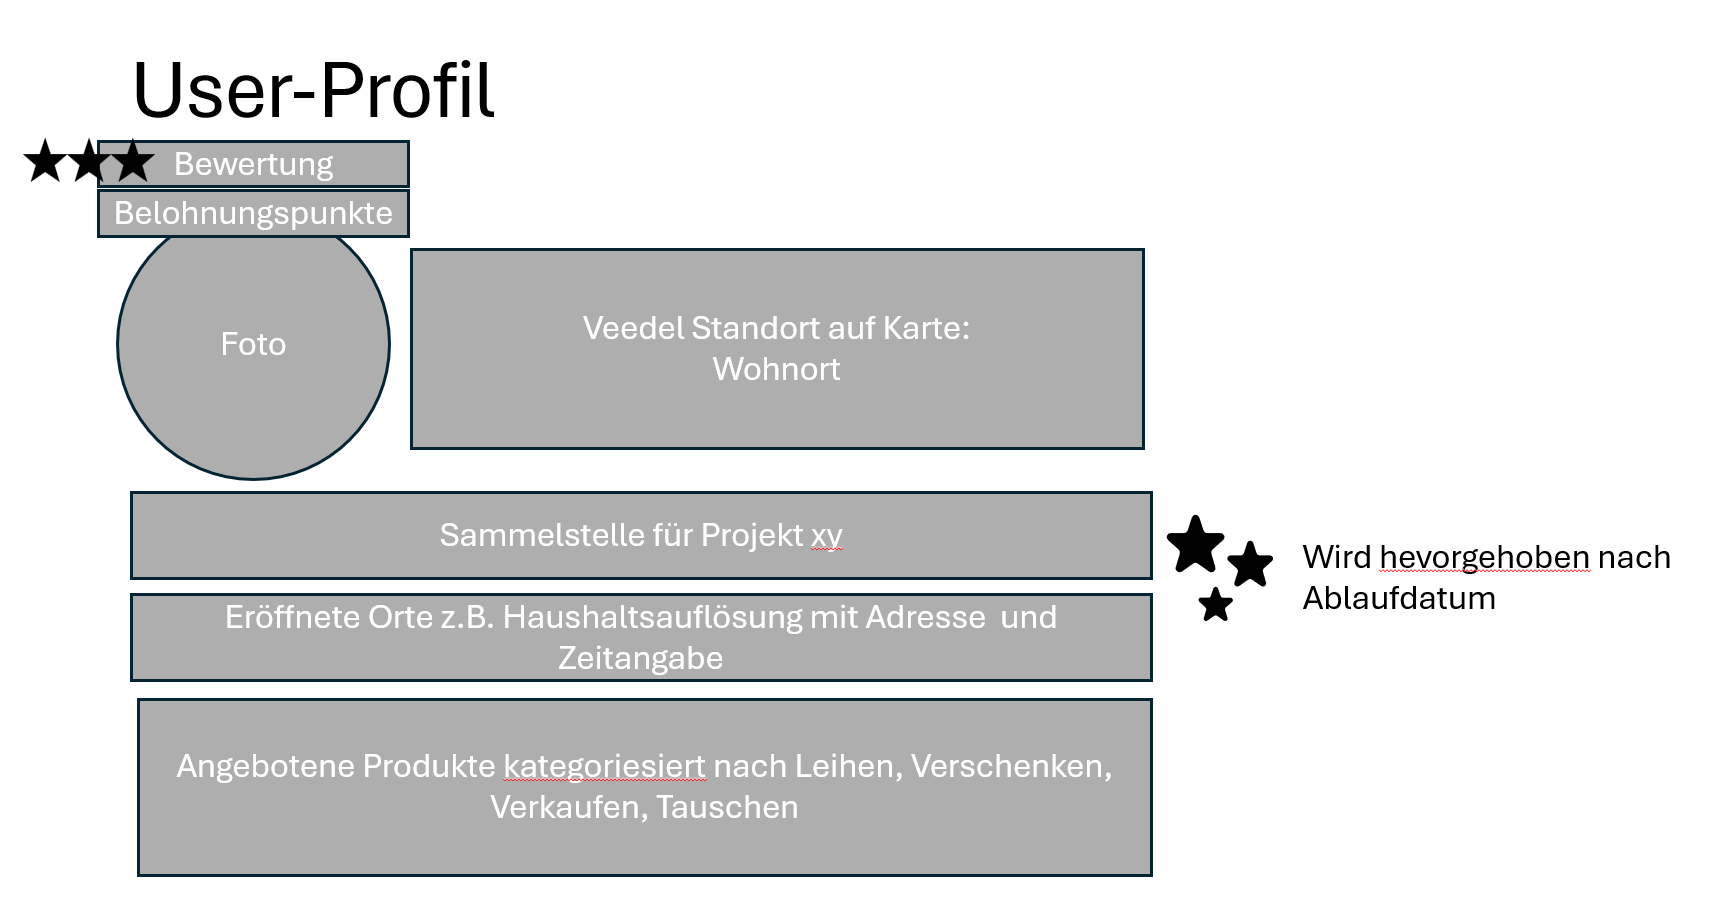 User-Profil
Bewertung
Belohnungspunkte
Foto
Veedel Standort auf Karte:
Wohnort
Sammelstelle für Projekt xy
Wird hevorgehoben nach
Ablaufdatum
Eröffnete Orte z.B. Haushaltsauflösung mit Adresse  und
Zeitangabe
Angebotene Produkte kategoriesiert nach Leihen, Verschenken,
Verkaufen, Tauschen